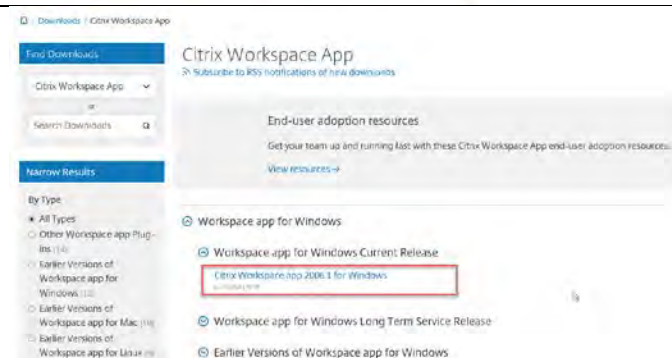 Downloads / Citrix Workspace App
Find Downloads
Citrix Workspace App
or
Search Downloads
Narrow Results
By Type
All Types
Other Workspace app Plug-
ins (14)
Earlier Versions of
Workspace app for
Windows
Earlier Versions of
Workspace app for Mac
Earlier Versions of
Workspace app for Linux
Citrix Workspace App
Subscribe to RSS notifications of new downloads
End-user adoption resources
Get your team up and running fast with these Citrix Workspace App end-user adoption resources.
View resources
Workspace app for Windows
Workspace app for Windows Current Release
Citrix Workspace app 2006.1 for Windows
Workspace app for Windows Long Term Service Release
Earlier Versions of Workspace app for Windows